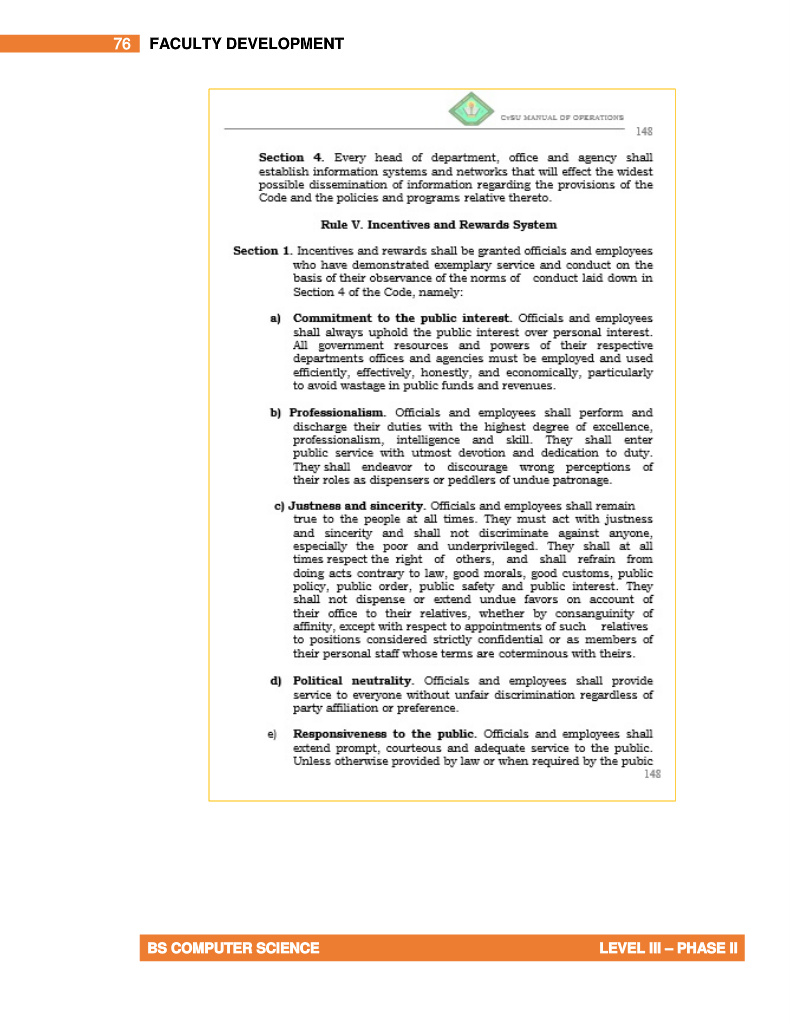 76 FACULTY DEVELOPMENT
CvSU MANUAL OF OPERATIONS
148
Section 4. Every head of department, office and agency shall
establish information systems and networks that will effect the widest
possible dissemination of information regarding the provisions of the
Code and the policies and programs relative thereto.
Rule V. Incentives and Rewards System
Section 1. Incentives and rewards shall be granted officials and employees
who have demonstrated exemplary service and conduct on the
basis of their observance of the norms of conduct laid down in
Section 4 of the Code, namely:
a) Commitment to the public interest. Officials and employees
shall always uphold the public interest over personal interest.
All government resources and powers of their respective
departments offices and agencies must be employed and used
efficiently, effectively, honestly, and economically, particularly
to avoid wastage in public funds and revenues.
b) Professionalism. Officials and employees shall perform and
discharge their duties with the highest degree of excellence,
professionalism, intelligence and skill. They shall enter
public service with utmost devotion and dedication to duty.
They shall endeavor to discourage wrong perceptions of
their roles as dispensers or peddlers of undue patronage.
c) Justness and sincerity. Officials and employees shall remain
true to the people at all times. They must act with justness
and sincerity and shall not discriminate against anyone,
especially the poor and underprivileged. They shall at all
times respect the right of others, and shall refrain from
doing acts contrary to law, good morals, good customs, public
policy, public order, public safety and public interest. They
shall not dispense or extend undue favors on account of
their office to their relatives, whether by consanguinity of
affinity, except with respect to appointments of such relatives
to positions considered strictly confidential or as members of
their personal staff whose terms are coterminous with theirs.
d) Political neutrality. Officials and employees shall provide
service to everyone without unfair discrimination regardless of
party affiliation or preference.
e) Responsiveness to the public. Officials and employees shall
extend prompt, courteous and adequate service to the public.
Unless otherwise provided by law or when required by the pubic
148
BS COMPUTER SCIENCE LEVEL III – PHASE II